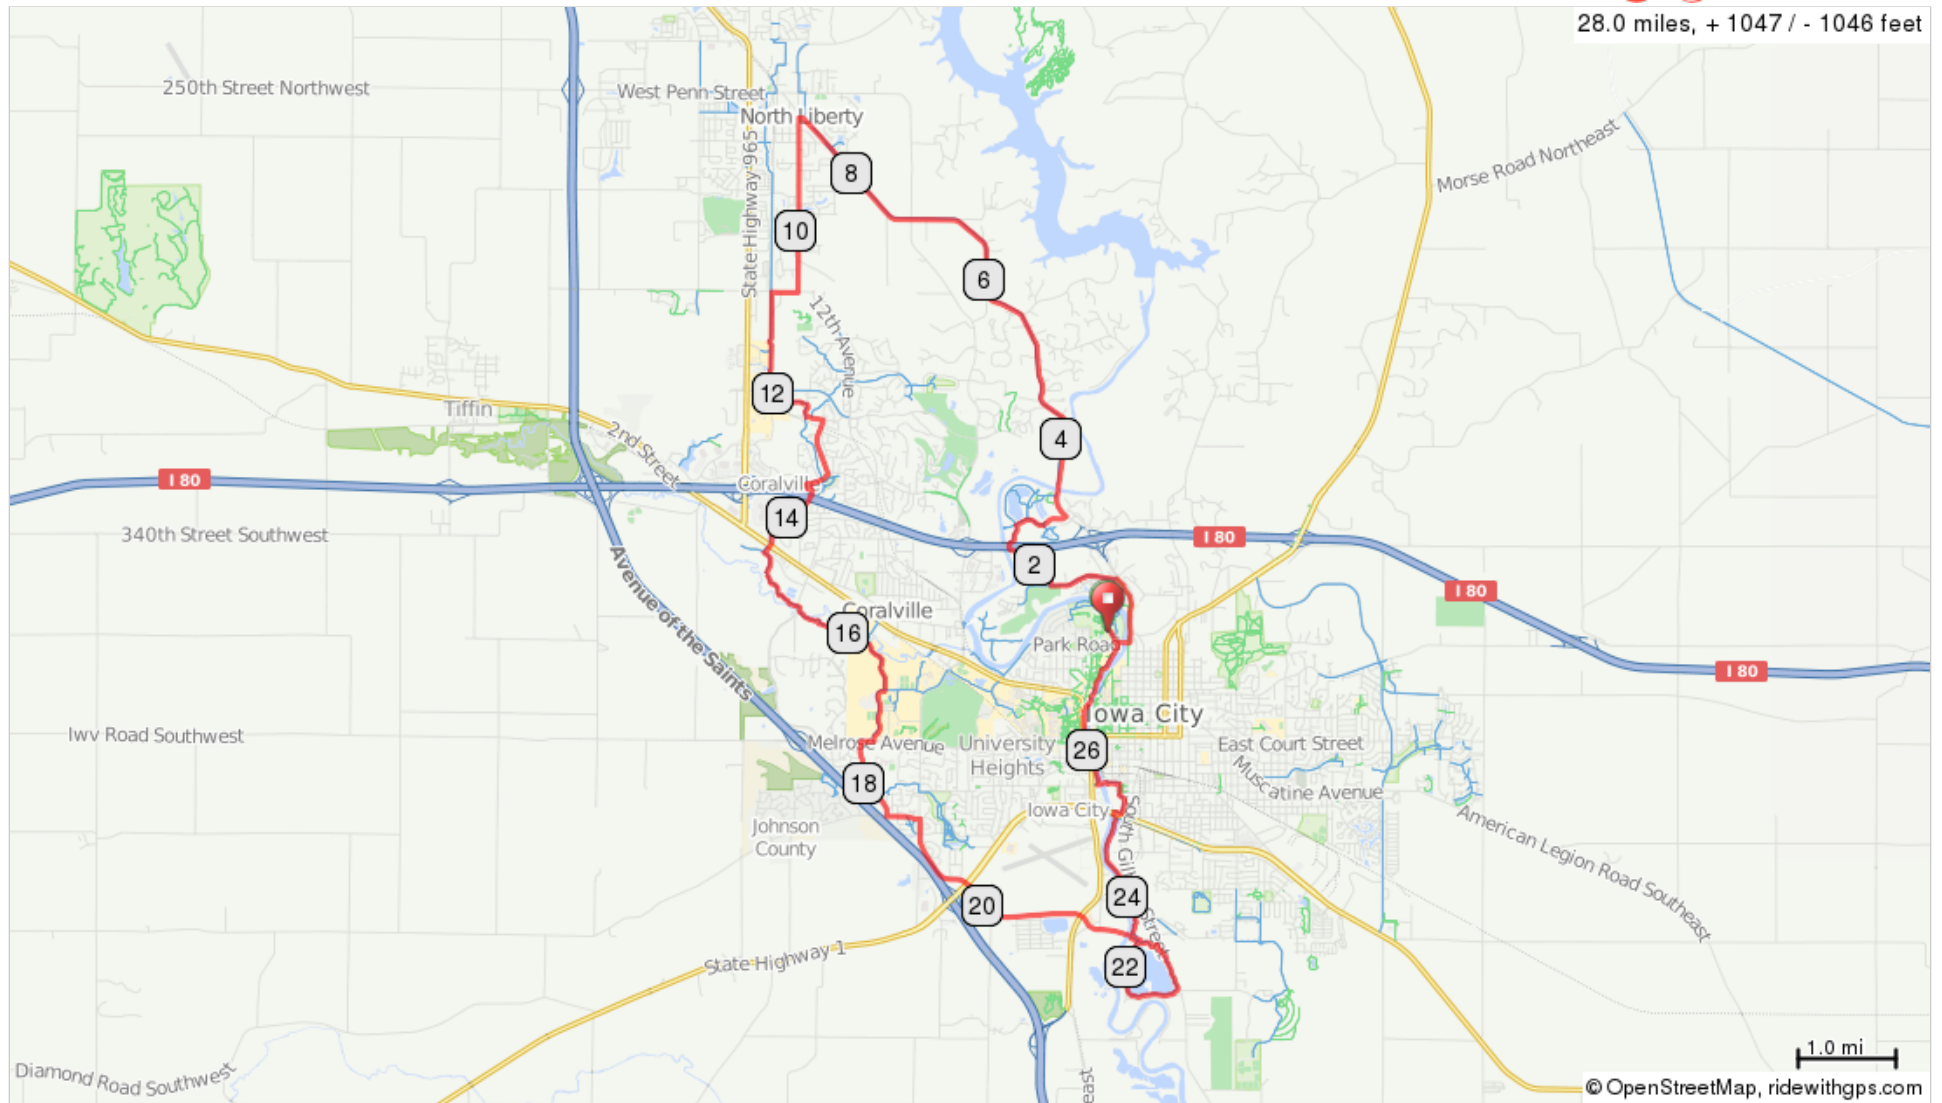 28.0 miles, + 1047 / - 1046 feet
250th Street Northwest
West Penn Street
North Liberty
State Highway 965
8
10
6
Morse Road Northeast
12th Avenue
12
Tiffin
2nd Street
4
I 80
Coralville
14
340th Street Southwest
I 80
2
I 80
Avenue of the Saints
Coralville
16
Park Road
I 80
Iowa City
Iwv Road Southwest
Melrose Avenue
University
Heights
26
East Court Street
Muscatine Avenue
18
Iowa City
Johnson
County
American Legion Road Southeast
20
24
Street
22
State Highway 1
1.0 mi
Diamond Road Southwest
east
© OpenStreetMap, ridewithgps.com